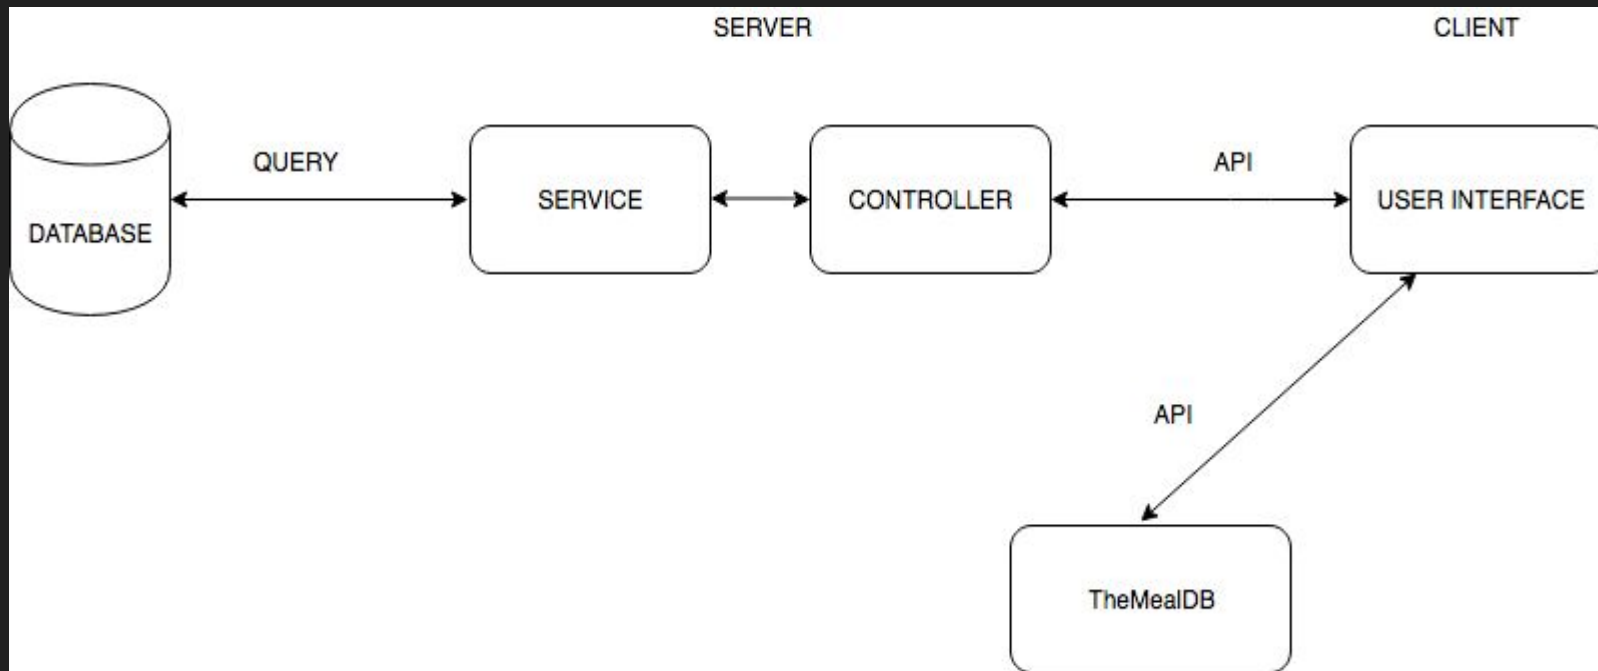 SERVER
CLIENT
QUERY
API
DATABASE
SERVICE
CONTROLLER
USER INTERFACE
API
TheMealDB